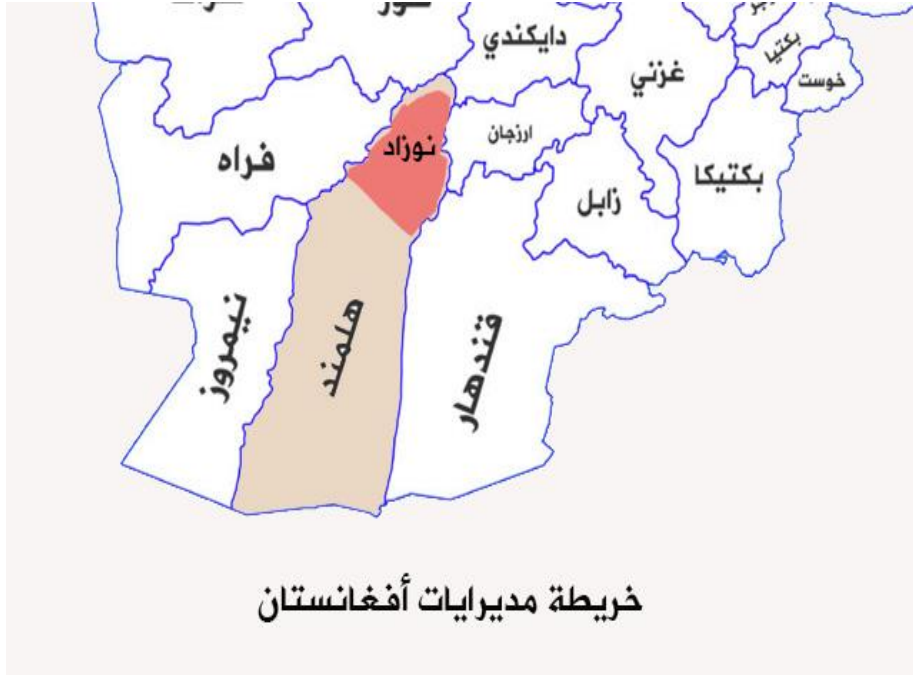 دايكندي
بكتيا
غزني
خوست
ارزجان
نوزاد
فراه
بكتيكا
زابل
نيمروز
هلمند
قندهار
خريطة مديرايات أفغانستان